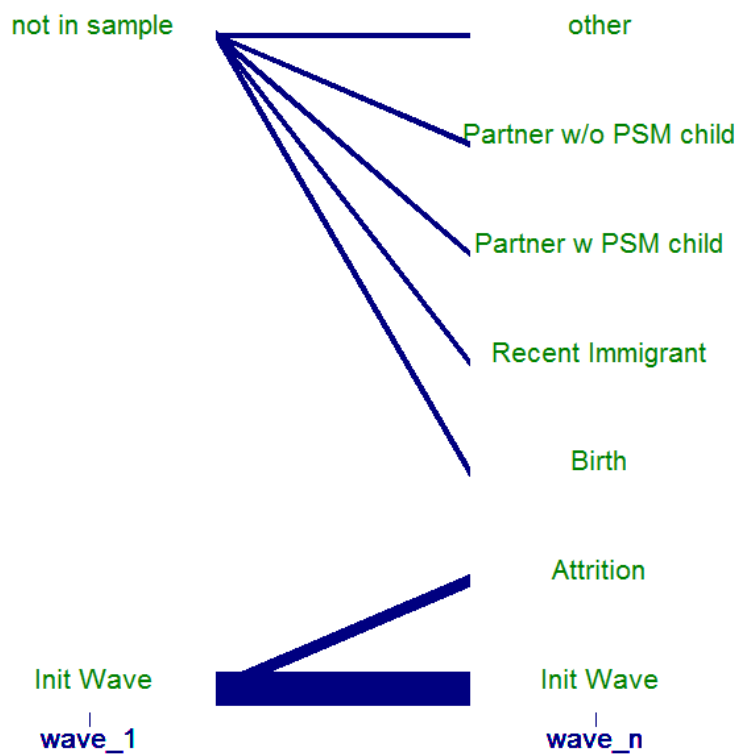 not in sample
other
Partner w/o PSM child
Partner w PSM child
Recent Immigrant
Birth
Attrition
Init Wave
Init Wave
wave_1
wave_n